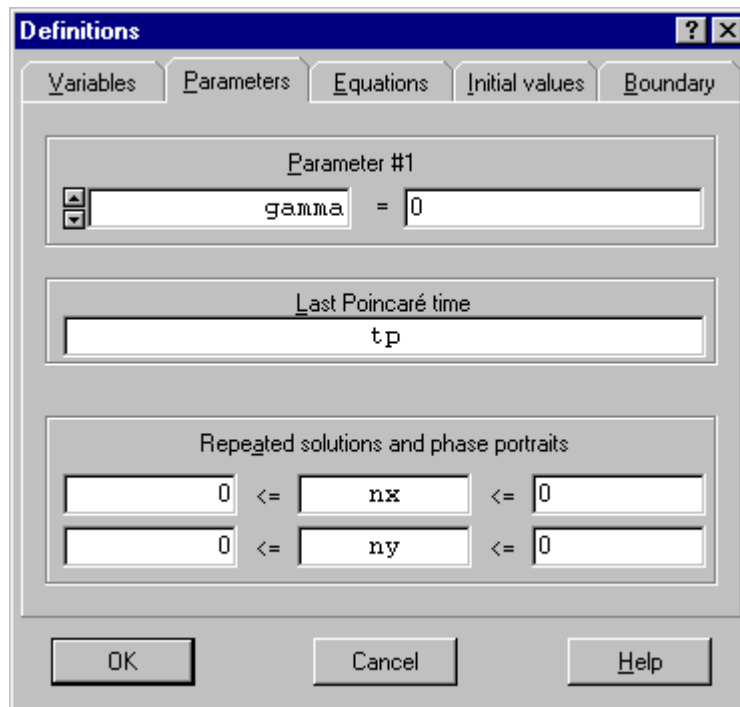 Definitions
Variables Parameters Equations Initial values Boundary
Parameter #1
gamma = 0
Last Poincaré time
tp
Repeated solutions and phase portraits
0 <= nx <= 0
0 <= ny <= 0
OK Cancel Help